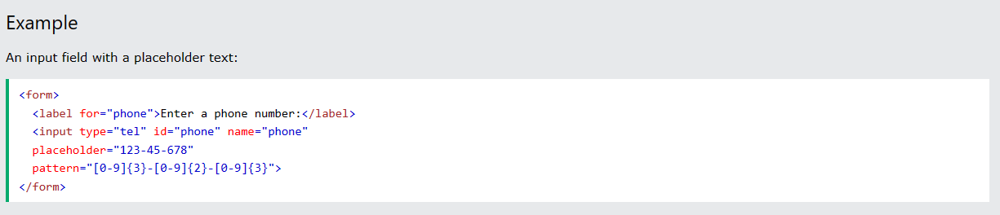 Example
An input field with a placeholder text:
<form>
  <label for="phone">Enter a phone number:</label>
  <input type="tel" id="phone" name="phone"
  placeholder="123-45-678"
  pattern="[0-9]{3}-[0-9]{2}-[0-9]{3}">
</form>